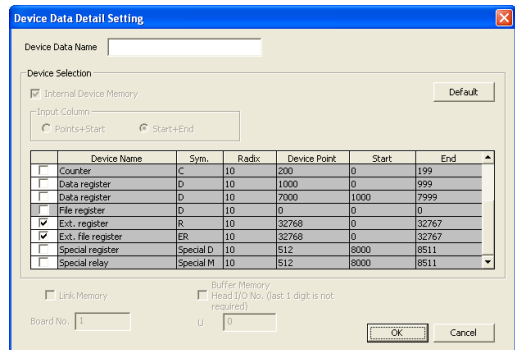 Device Data Detail Setting
Device Data Name
Device Selection
Internal Device Memory
Default
Input Column
Points+Start Start+End
Device Name Sym. Radix Device Point Start End
Counter C 10 200 0 199
Data register D 10 1000 0 999
Data register D 10 7000 1000 7999
File register D 10 0 0 0
Ext. register R 10 32768 0 32767
Ext. file register ER 10 32768 0 32767
Special register Special D 10 512 8000 8511
Special relay Special M 10 512 8000 8511
Link Memory
Buffer Memory
Head I/O No. (last 1 digit is not
required)
Board No. 1 U 0
OK Cancel